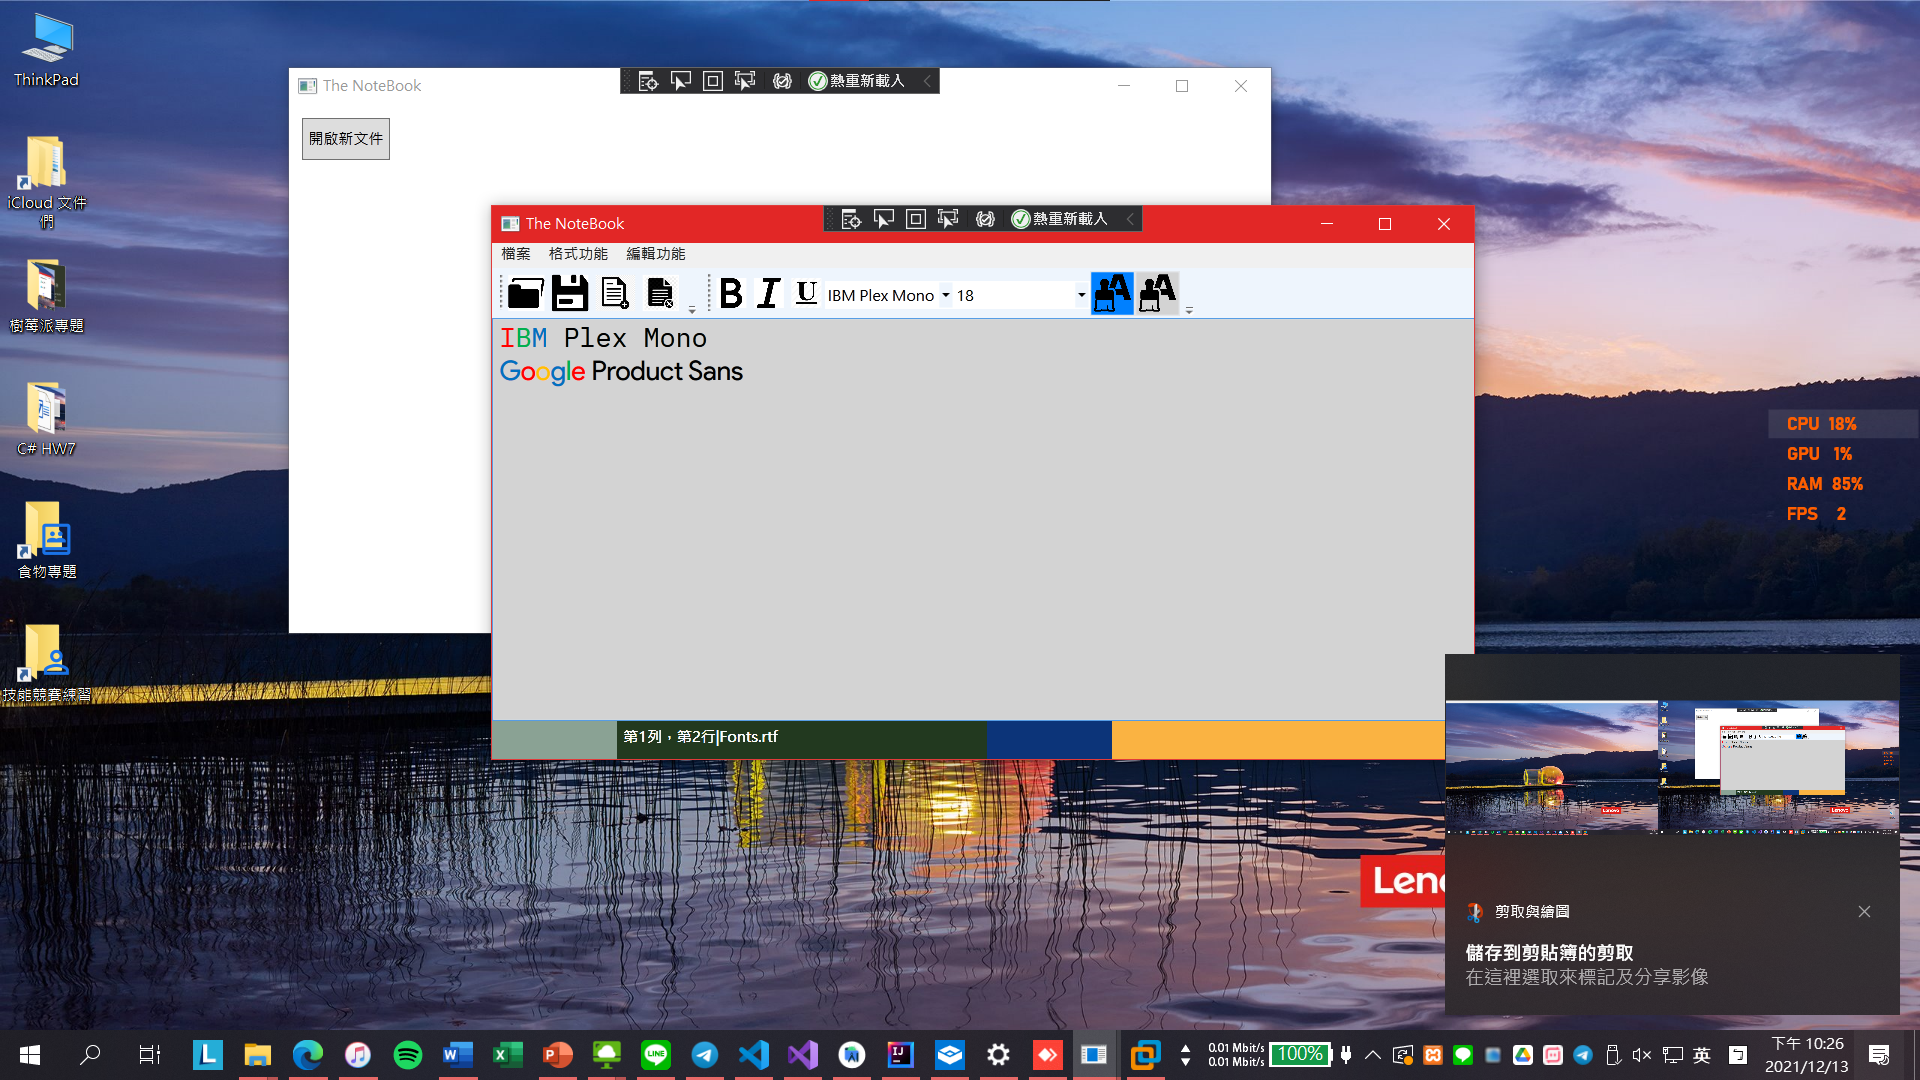 ThinkPad
iCloud 文件
們
樹莓派專題
C# HW7
食物專題
技能競賽練習
The NoteBook
熱重新載入
開啟新文件
The NoteBook
熱重新載入
檔案 格式功能 編輯功能
B I U IBM Plex Mono 18
IBM Plex Mono
Google Product Sans
第1列，第2行|Fonts.rtf
CPU 18%
GPU 1%
RAM 85%
FPS 2
Leno
剪取與繪圖
儲存到剪貼簿的剪取
在這裡選取來標記及分享影像
0.01 Mbit/s
0.01 Mbit/s
100%
英
下午 10:26
2021/12/13